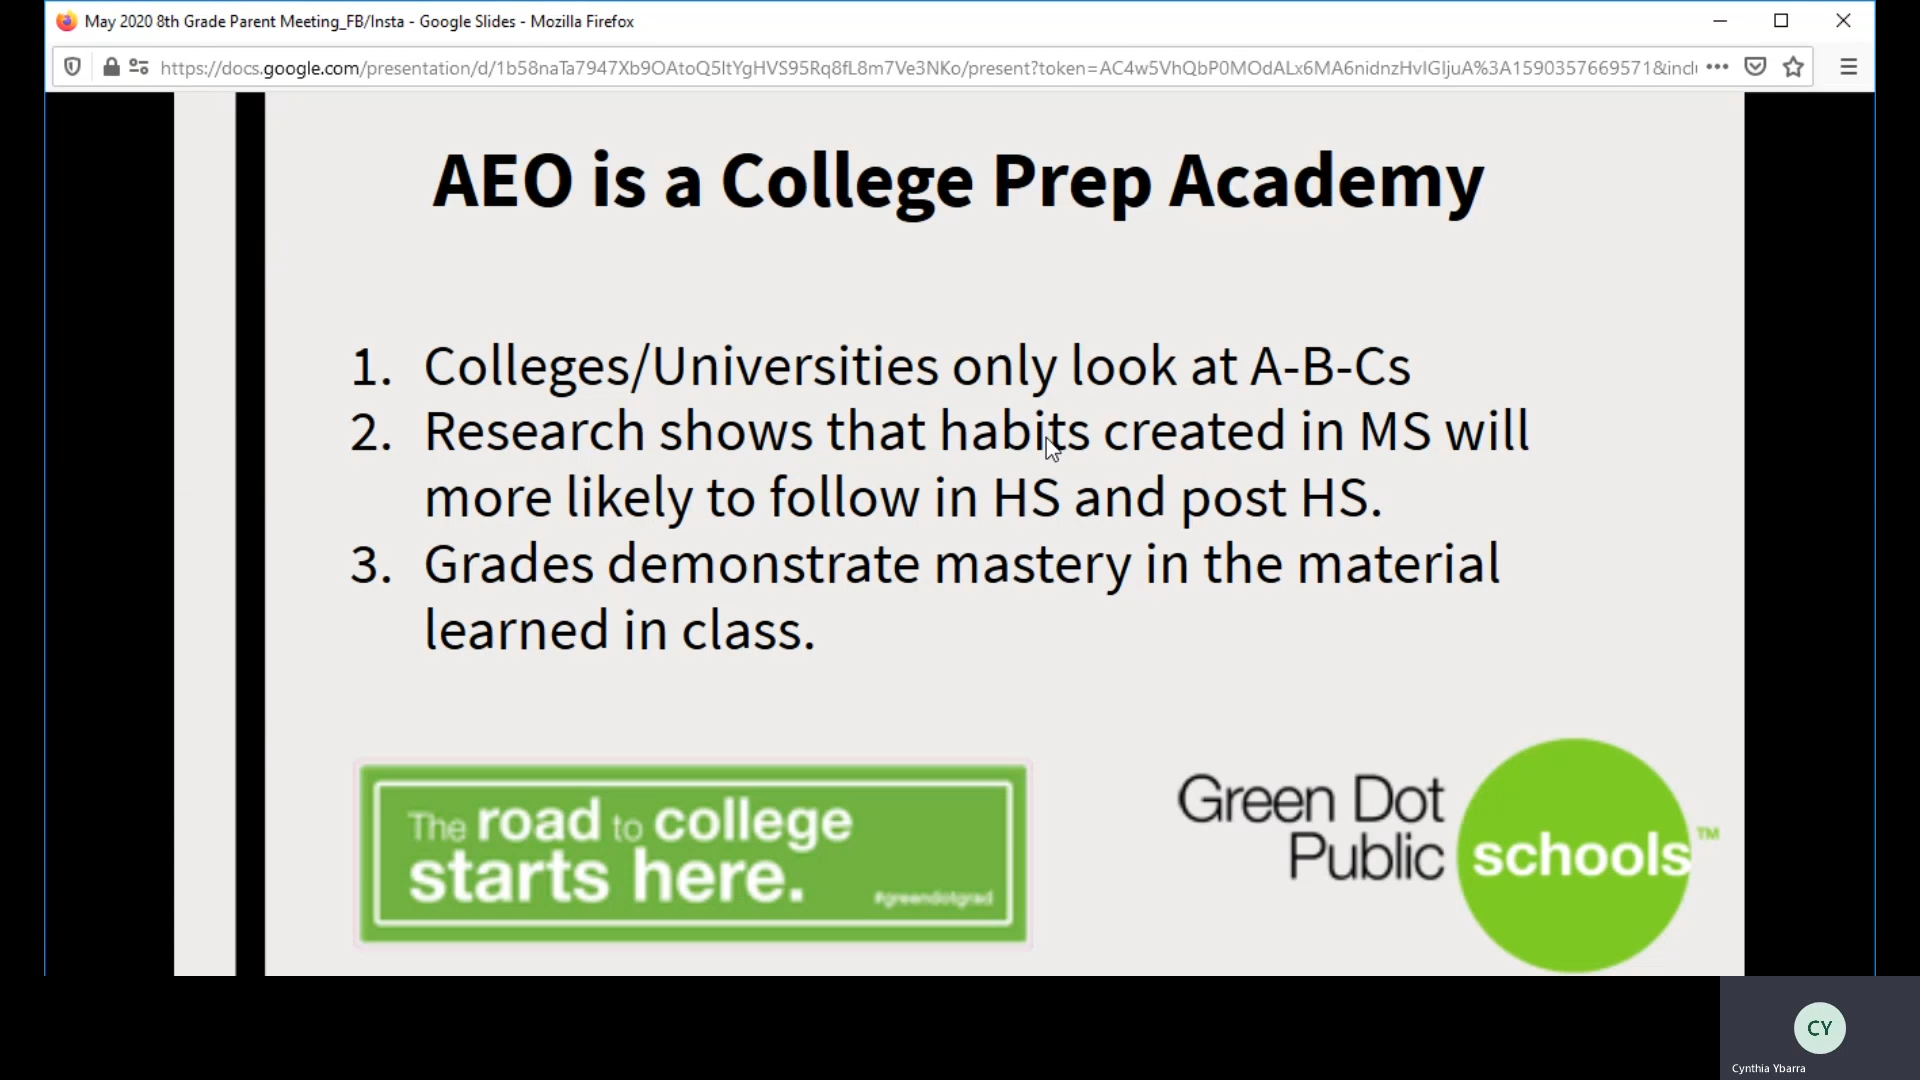 May 2020 8th Grade Parent Meeting_FB/Insta - Google Slides - Mozilla Firefox
https://docs.google.com/presentation/d/1b58naTa7947Xb9OAtoQ5ItYgHVS95Rq8fL8m7Ve3NKo/present?token=AC4w5VhQbP0MOdALx6MA6nidnzHvIGIjuA%3A1590357669571&incl
AEO is a College Prep Academy
1. Colleges/Universities only look at A-B-Cs
2. Research shows that habits created in MS will
more likely to follow in HS and post HS.
3. Grades demonstrate mastery in the material
learned in class.
The road to college
starts here.
#greendotgrad
Green Dot
Public schools™
CY
Cynthia Ybarra